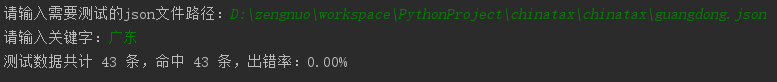 请输入需要测试的json文件路径：D:\zengnuo\workspace\PythonProject\chinatax\chinatax\guangdong.json
请输入关键字：广东
测试数据共计 43 条，命中 43 条，出错率：0.00%